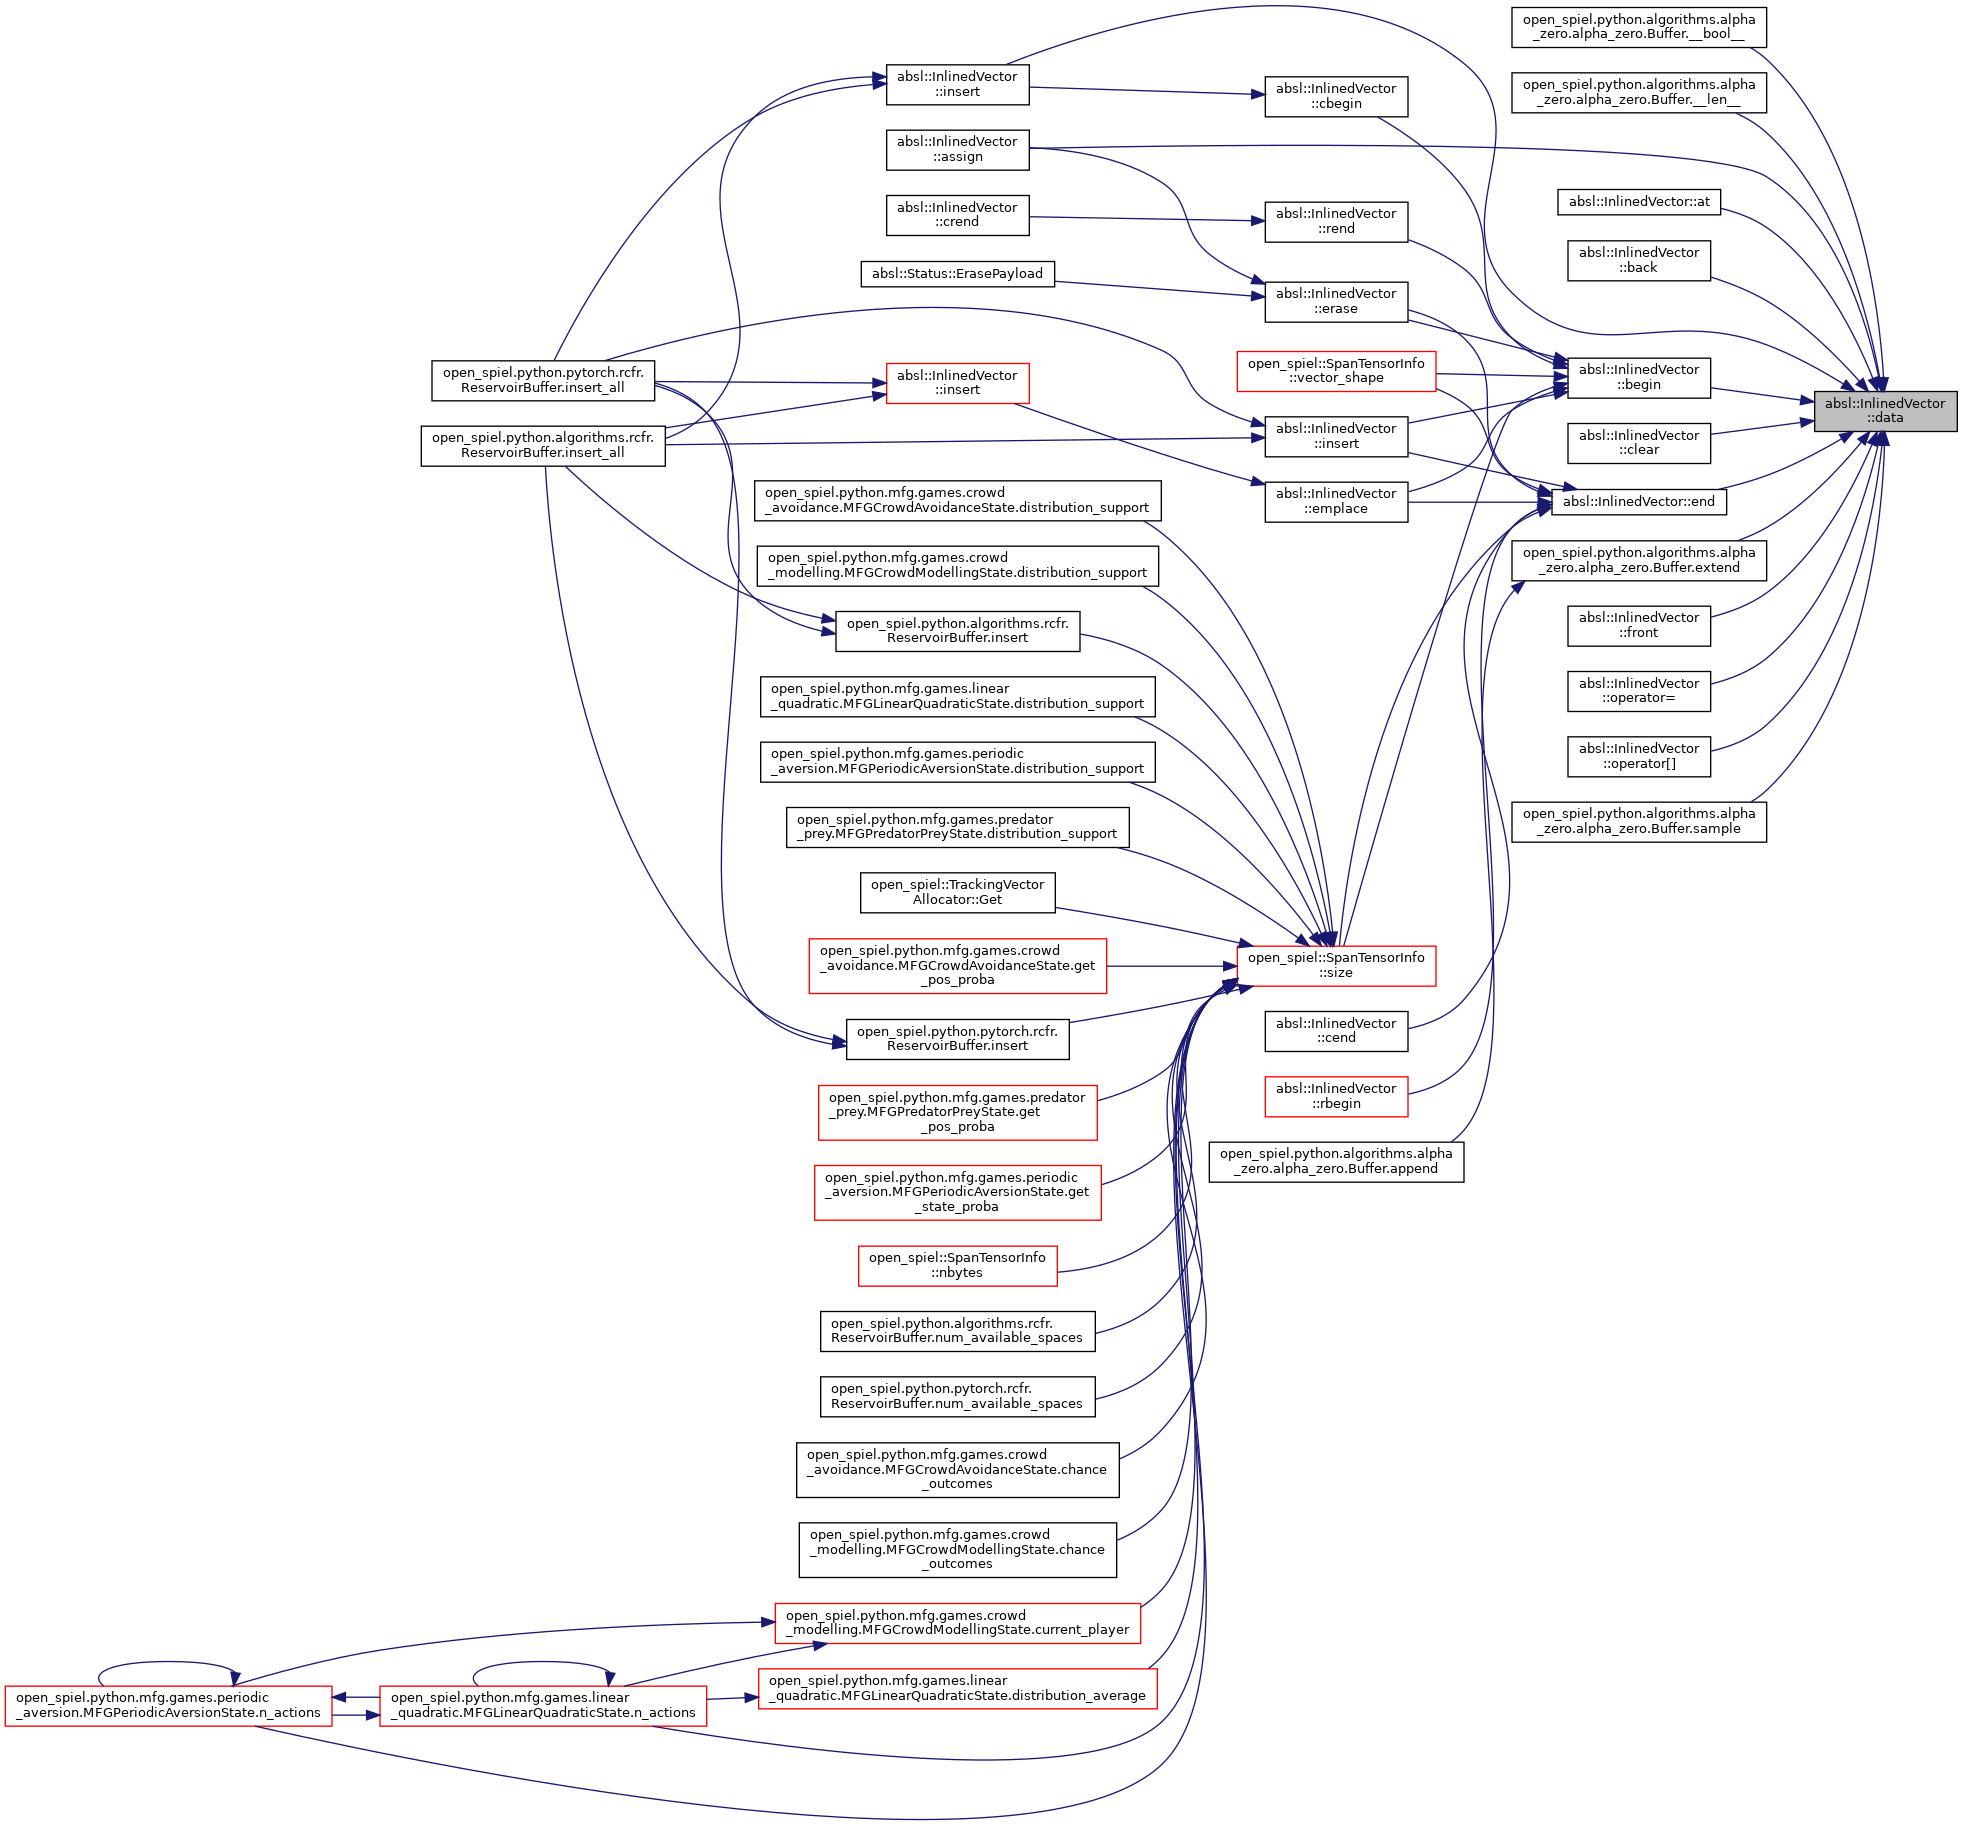 open_spiel.python.algorithms.alpha
_zero.alpha_zero.Buffer.__bool__
absl::InlinedVector
::insert
absl::InlinedVector
::cbegin
open_spiel.python.algorithms.alpha
_zero.alpha_zero.Buffer.__len__
absl::InlinedVector
::assign
absl::InlinedVector
::crend
absl::InlinedVector
::rend
absl::InlinedVector::at
absl::InlinedVector
::back
absl::Status::ErasePayload
absl::InlinedVector
::erase
open_spiel.python.pytorch.rcfr.
ReservoirBuffer.insert_all
absl::InlinedVector
::insert
open_spiel::SpanTensorInfo
::vector_shape
absl::InlinedVector
::begin
absl::InlinedVector
::data
open_spiel.python.algorithms.rcfr.
ReservoirBuffer.insert_all
absl::InlinedVector
::insert
absl::InlinedVector
::clear
open_spiel.python.mfg.games.crowd
_avoidance.MFGCrowdAvoidanceState.distribution_support
absl::InlinedVector
::emplace
absl::InlinedVector::end
open_spiel.python.mfg.games.crowd
_modelling.MFGCrowdModellingState.distribution_support
open_spiel.python.algorithms.alpha
_zero.alpha_zero.Buffer.extend
open_spiel.python.algorithms.rcfr.
ReservoirBuffer.insert
absl::InlinedVector
::front
open_spiel.python.mfg.games.linear
_quadratic.MFGLinearQuadraticState.distribution_support
absl::InlinedVector
::operator=
open_spiel.python.mfg.games.periodic
_aversion.MFGPeriodicAversionState.distribution_support
absl::InlinedVector
::operator[]
open_spiel.python.mfg.games.predator
_prey.MFGPredatorPreyState.distribution_support
open_spiel.python.algorithms.alpha
_zero.alpha_zero.Buffer.sample
open_spiel::TrackingVector
Allocator::Get
open_spiel.python.mfg.games.crowd
_avoidance.MFGCrowdAvoidanceState.get
_pos_proba
open_spiel::SpanTensorInfo
::size
open_spiel.python.pytorch.rcfr.
ReservoirBuffer.insert
absl::InlinedVector
::cend
open_spiel.python.mfg.games.predator
_prey.MFGPredatorPreyState.get
_pos_proba
absl::InlinedVector
::rbegin
open_spiel.python.algorithms.alpha
_zero.alpha_zero.Buffer.append
open_spiel.python.mfg.games.periodic
_aversion.MFGPeriodicAversionState.get
_state_proba
open_spiel::SpanTensorInfo
::nbytes
open_spiel.python.algorithms.rcfr.
ReservoirBuffer.num_available_spaces
open_spiel.python.pytorch.rcfr.
ReservoirBuffer.num_available_spaces
open_spiel.python.mfg.games.crowd
_avoidance.MFGCrowdAvoidanceState.chance
_outcomes
open_spiel.python.mfg.games.crowd
_modelling.MFGCrowdModellingState.chance
_outcomes
open_spiel.python.mfg.games.crowd
_modelling.MFGCrowdModellingState.current_player
open_spiel.python.mfg.games.periodic
_aversion.MFGPeriodicAversionState.n_actions
open_spiel.python.mfg.games.linear
_quadratic.MFGLinearQuadraticState.n_actions
open_spiel.python.mfg.games.linear
_quadratic.MFGLinearQuadraticState.distribution_average